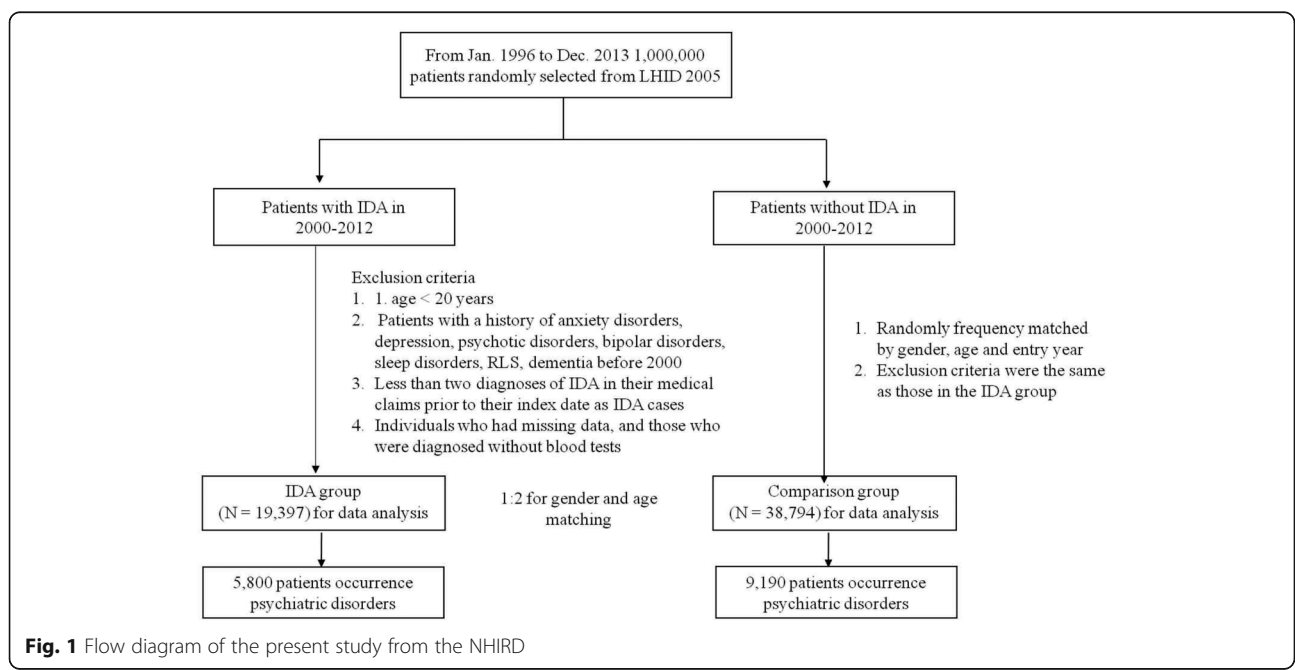 From Jan. 1996 to Dec. 2013 1,000,000
patients randomly selected from LHID 2005
Patients with IDA in
2000-2012
Patients without IDA in
2000-2012
Exclusion criteria
1. 1. age < 20 years
2. Patients with a history of anxiety disorders,
depression, psychotic disorders, bipolar disorders,
sleep disorders, RLS, dementia before 2000
3. Less than two diagnoses of IDA in their medical
claims prior to their index date as IDA cases
4. Individuals who had missing data, and those who
were diagnosed without blood tests
1. Randomly frequency matched
by gender, age and entry year
2. Exclusion criteria were the same
as those in the IDA group
IDA group
(N = 19,397) for data analysis
1:2 for gender and age
matching
Comparison group
(N = 38,794) for data analysis
5,800 patients occurrence
psychiatric disorders
9,190 patients occurrence
psychiatric disorders
Fig. 1 Flow diagram of the present study from the NHIRD